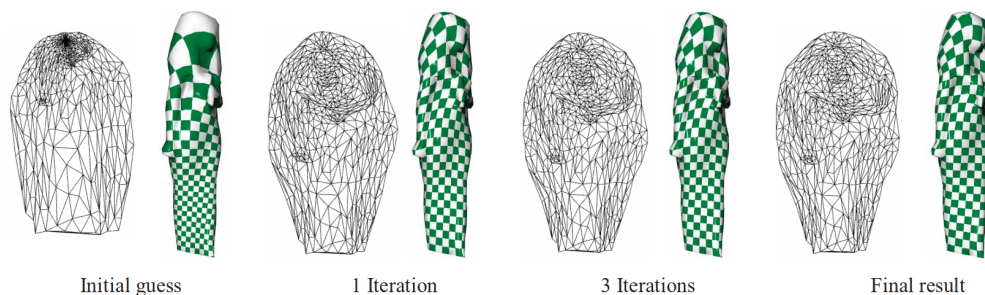 Initial guess
1 Iteration
3 Iterations
Final result